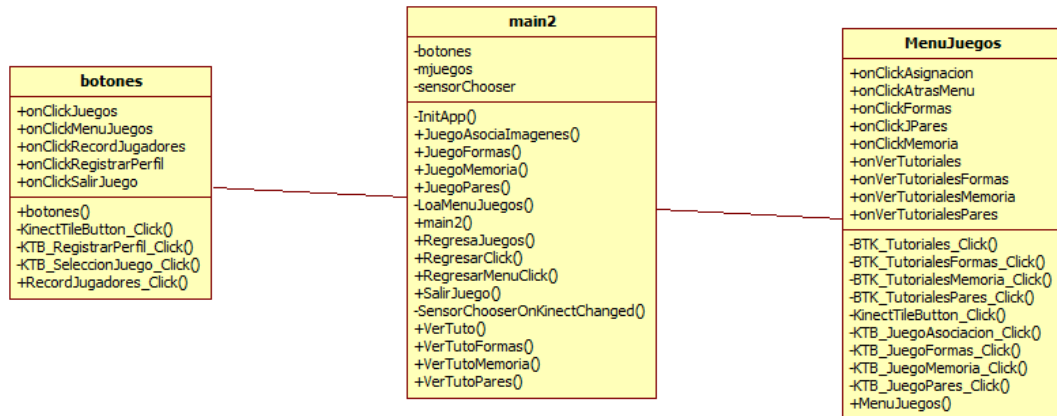 botones
+onClickJuegos
+onClickMenuJuegos
+onClickRecordJugadores
+onClickRegistrarPerfil
+onClickSalirJuego
+botones()
-KinectTileButton_Click()
-KTB_RegistrarPerfil_Click()
-KTB_SeleccionJuego_Click()
+RecordJugadores_Click()
main2
-botones
-mjuegos
-sensorChooser
-InitApp()
+JuegoAsociaImagenes()
+JuegoFormas()
+JuegoMemoria()
+JuegoPares()
-LoaMenuJuegos()
+main2()
+RegresaJuegos()
+RegresarClick()
+RegresarMenuClick()
+SalirJuego()
-SensorChooserOnKinectChanged()
+VerTuto()
+VerTutoFormas()
+VerTutoMemoria()
+VerTutoPares()
MenuJuegos
+onClickAsignacion
+onClickAtrasMenu
+onClickFormas
+onClickJPares
+onClickMemoria
+onVerTutoriales
+onVerTutorialesFormas
+onVerTutorialesMemoria
+onVerTutorialesPares
-BTK_Tutoriales_Click()
-BTK_TutorialesFormas_Click()
-BTK_TutorialesMemoria_Click()
-BTK_TutorialesPares_Click()
-KinectTileButton_Click()
-KTB_JuegoAsociacion_Click()
-KTB_JuegoFormas_Click()
-KTB_JuegoMemoria_Click()
-KTB_JuegoPares_Click()
+MenuJuegos()